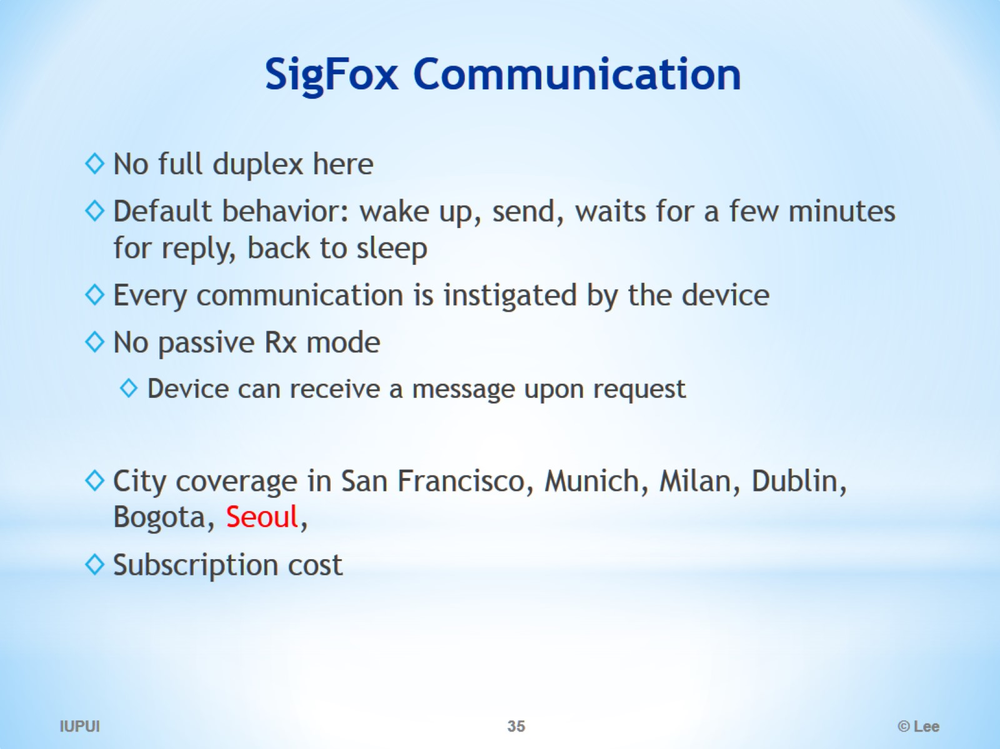 SigFox Communication
◇ No full duplex here
◇ Default behavior: wake up, send, waits for a few minutes
for reply, back to sleep
◇ Every communication is instigated by the device
◇ No passive Rx mode
◇ Device can receive a message upon request
◇ City coverage in San Francisco, Munich, Milan, Dublin,
Bogota, Seoul,
◇ Subscription cost
IUPUI 35 © Lee